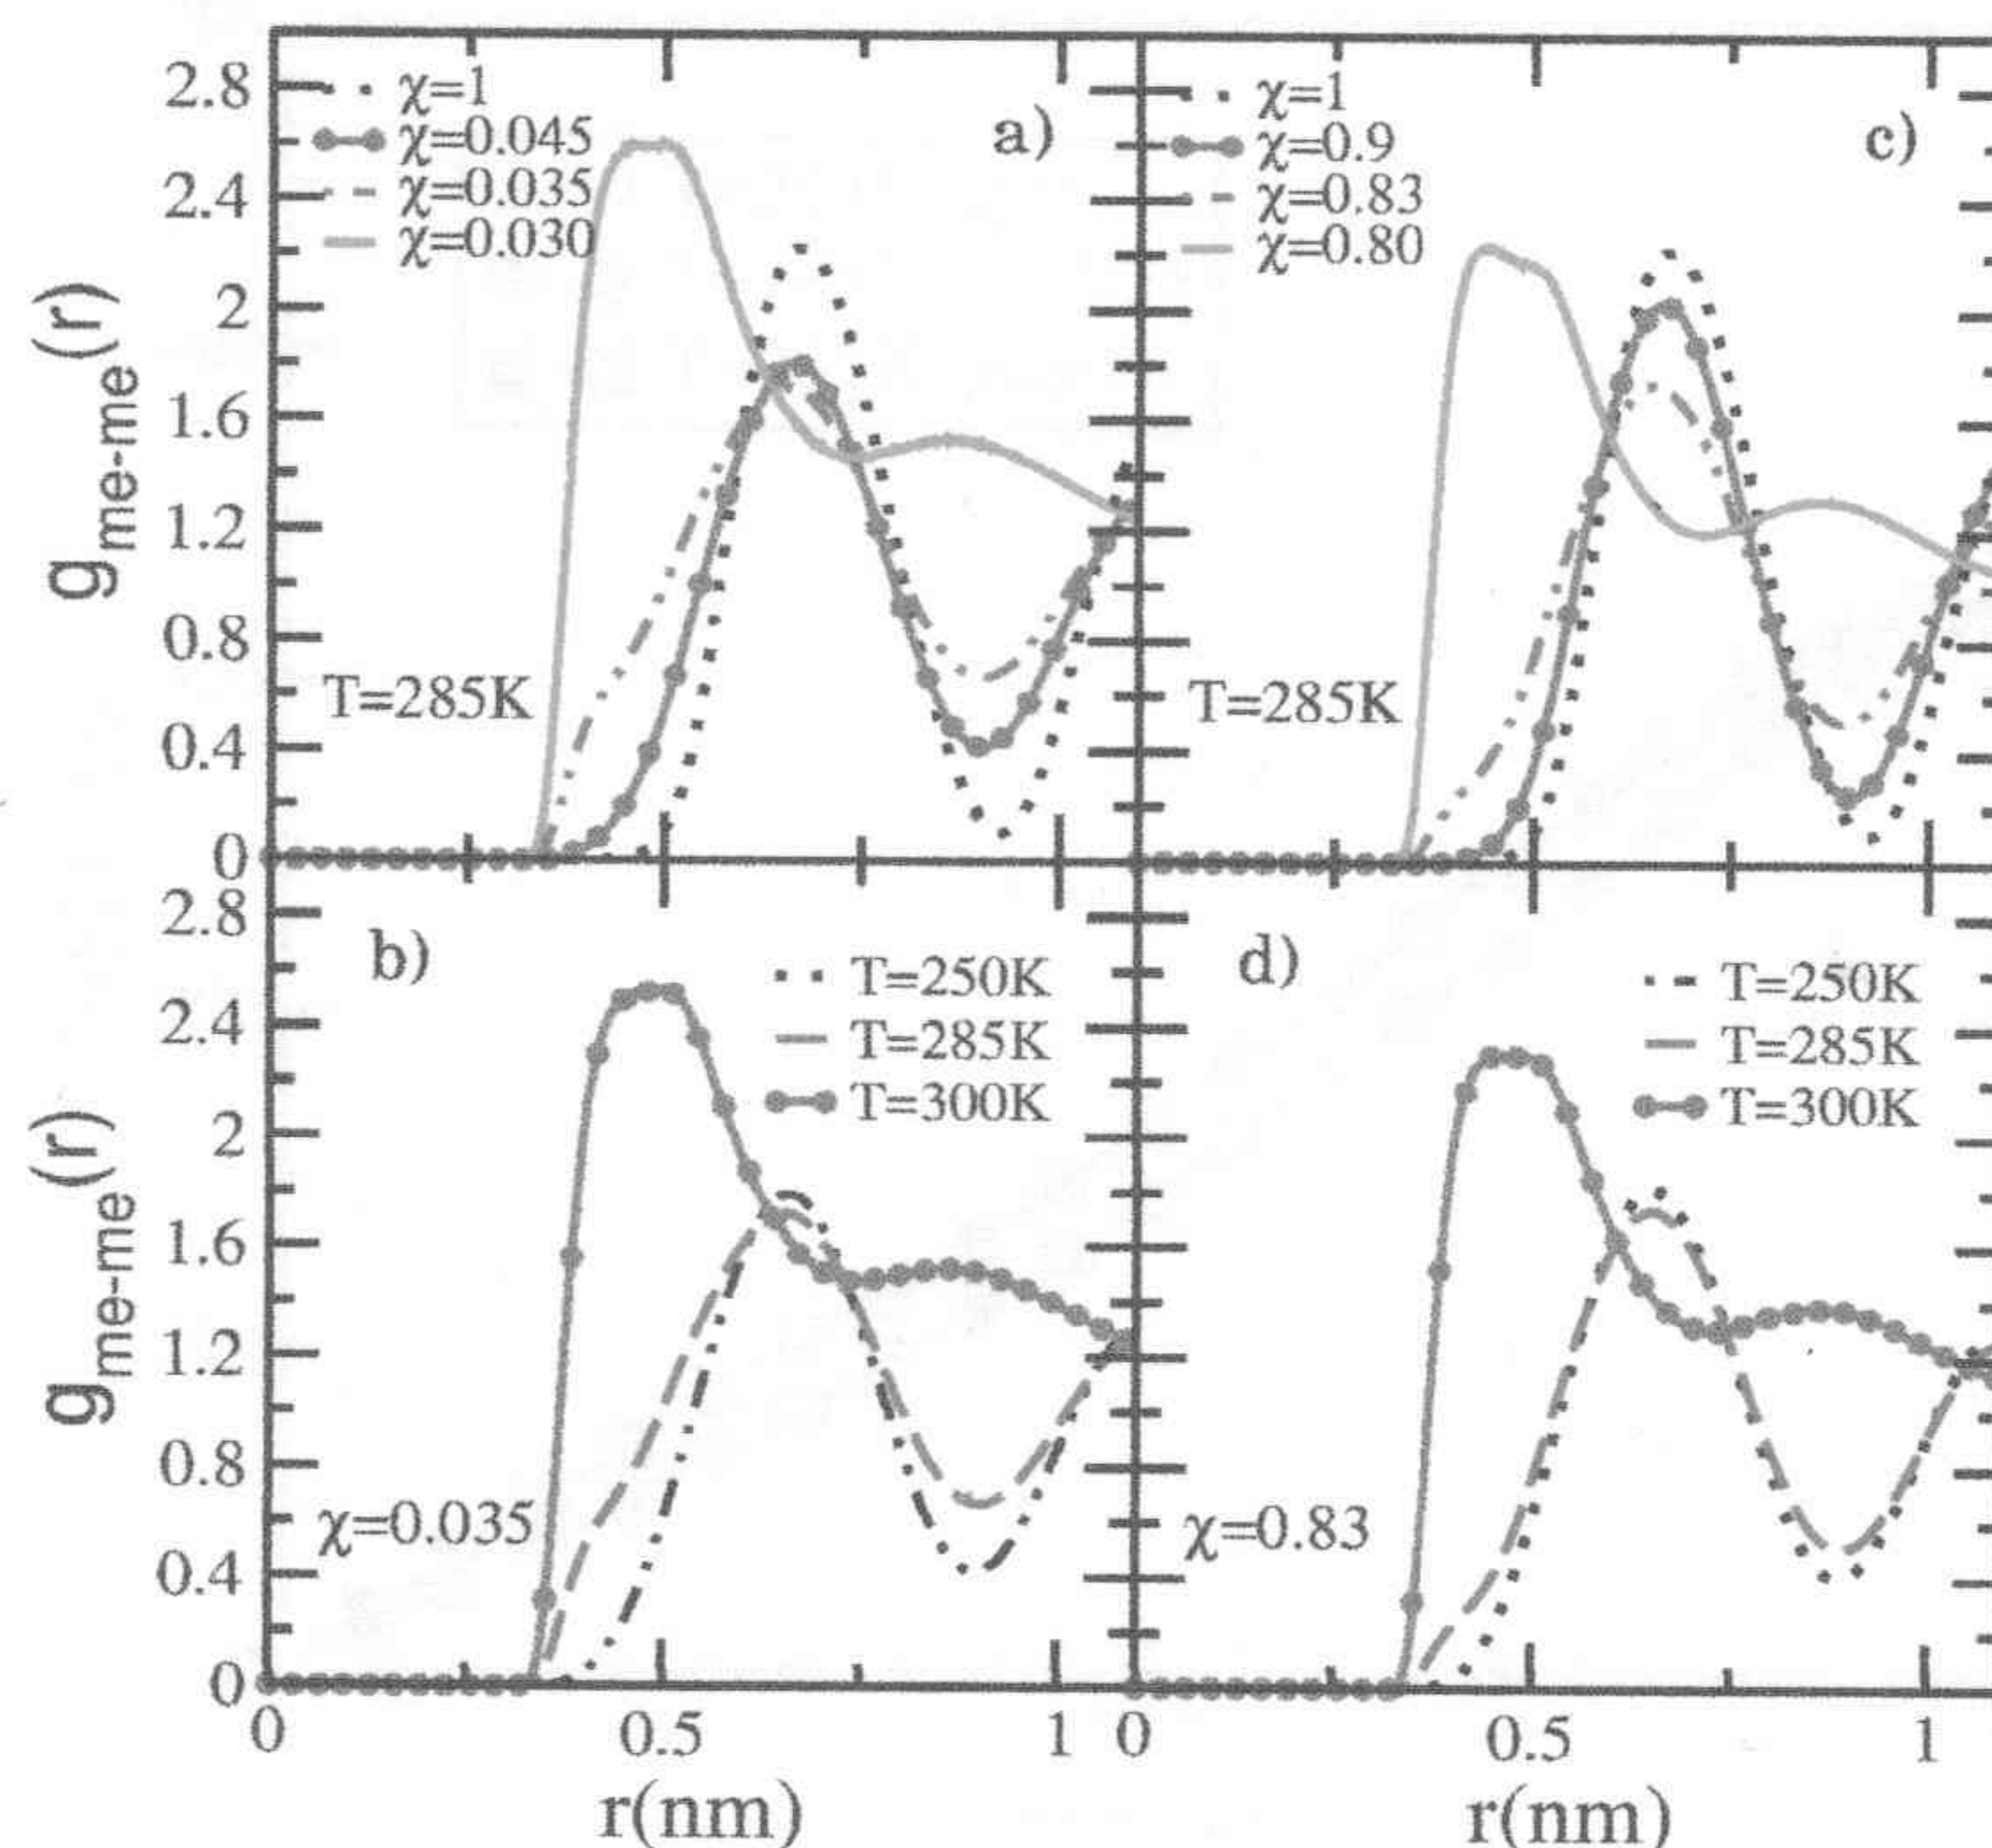 2.8
2.4
2
1.6
1.2
0.8
0.4
0
g me-me (r)
χ=1
χ=0.045
χ=0.035
χ=0.030
a)
T=285K
χ=1
χ=0.9
χ=0.83
χ=0.80
c)
T=285K
2.8
2.4
2
1.6
1.2
0.8
0.4
0
g me-me (r)
b)
T=250K
T=285K
T=300K
χ=0.035
d)
T=250K
T=285K
T=300K
χ=0.83
0 0.5 1 0 0.5 1
r(nm) r(nm)